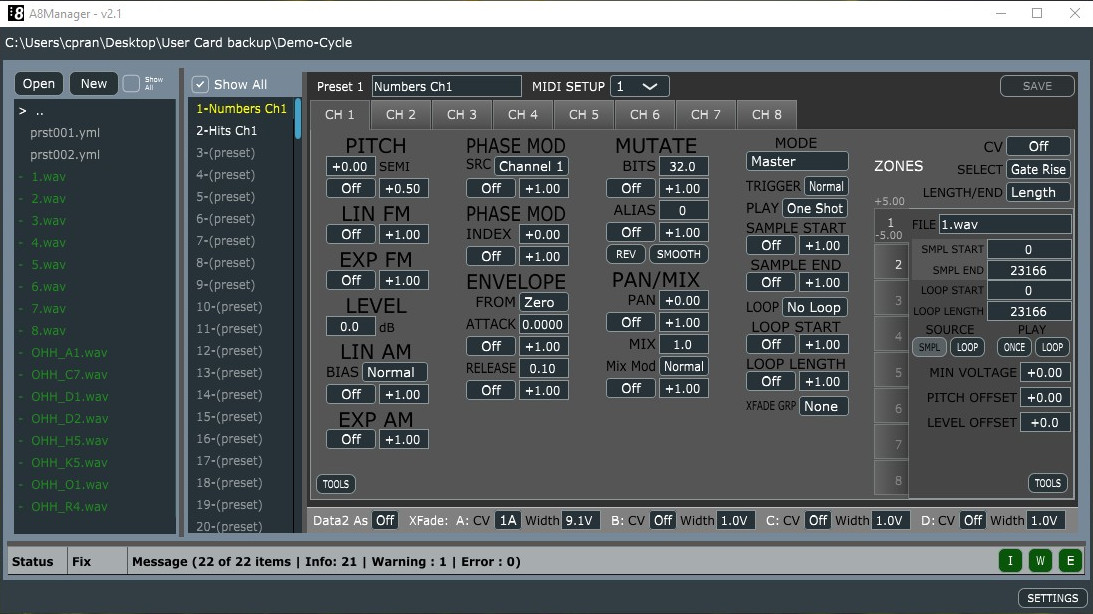 A8Manager - v2.1
C:\Users\cpran\Desktop\User Card backup\Demo-Cycle
Open New Show All
> ..
prst001.yml
prst002.yml
- 1.wav
- 2.wav
- 3.wav
- 4.wav
- 5.wav
- 6.wav
- 7.wav
- 8.wav
- OHH_A1.wav
- OHH_C7.wav
- OHH_D1.wav
- OHH_D2.wav
- OHH_H5.wav
- OHH_K5.wav
- OHH_O1.wav
- OHH_R4.wav
Show All
1-Numbers Ch1
2-Hits Ch1
3-(preset)
4-(preset)
5-(preset)
6-(preset)
7-(preset)
8-(preset)
9-(preset)
10-(preset)
11-(preset)
12-(preset)
13-(preset)
14-(preset)
15-(preset)
16-(preset)
17-(preset)
18-(preset)
19-(preset)
20-(preset)
Preset 1 Numbers Ch1 MIDI SETUP 1 SAVE
CH 1 CH 2 CH 3 CH 4 CH 5 CH 6 CH 7 CH 8
PITCH
+0.00 SEMI
Off +0.50
LIN FM
Off +1.00
EXP FM
Off +1.00
LEVEL
0.0 dB
LIN AM
BIAS Normal
Off +1.00
EXP AM
Off +1.00
TOOLS
PHASE MOD
SRC Channel 1
Off +1.00
PHASE MOD
INDEX +0.00
Off +1.00
ENVELOPE
FROM Zero
ATTACK 0.0000
Off +1.00
RELEASE 0.10
Off +1.00
MUTATE
BITS 32.0
Off +1.00
ALIAS 0
Off +1.00
REV SMOOTH
PAN/MIX
PAN +0.00
Off +1.00
MIX 1.0
Mix Mod Normal
Off +1.00
MODE
Master
TRIGGER Normal
PLAY One Shot
SAMPLE START
Off +1.00
SAMPLE END
Off +1.00
LOOP No Loop
LOOP START
Off +1.00
LOOP LENGTH
Off +1.00
XFADE GRP None
ZONES
CV Off
SELECT Gate Rise
LENGTH/END Length
+5.00
1
-5.00
2
3
4
5
6
7
8
FILE 1.wav
SMPL START 0
SMPL END 23166
LOOP START 0
LOOP LENGTH 23166
SOURCE PLAY
SMPL LOOP ONCE LOOP
MIN VOLTAGE +0.00
PITCH OFFSET +0.00
LEVEL OFFSET +0.0
TOOLS
Data2 As Off XFade: A: CV 1A Width 9.1V B: CV Off Width 1.0V C: CV Off Width 1.0V D: CV Off Width 1.0V
Status Fix Message (22 of 22 items | Info: 21 | Warning : 1 | Error : 0) I W E
SETTINGS